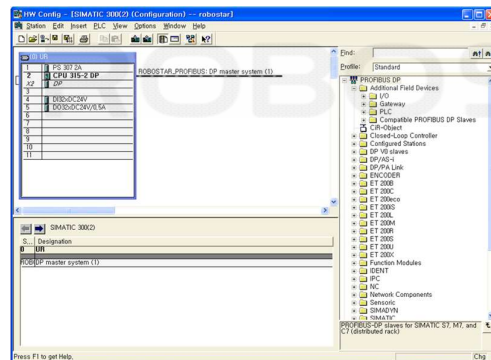 HW Config - [SIMATIC 300(2) (Configuration) -- robostar]
Station Edit Insert PLC View Options Window Help
(0) UR
1 PS 307 2A
2 CPU 315-2 DP
X2 DP
3
4 DI32xDC24V
5 DO32xDC24V/0,5A
6
7
8
9
10
11
ROBOSTAR_PROFIBUS: DP master system (1)
ROBOS
Find:
Profile: Standard
PROFIBUS DP
Additional Field Devices
I/O
Gateway
PLC
Compatible PROFIBUS DP Slaves
CiR-Object
Closed-Loop Controller
Configured Stations
DP V0 slaves
DP/AS-i
DP/PA Link
ENCODER
ET 200B
ET 200C
ET 200eco
ET 200iS
ET 200L
ET 200M
ET 200R
ET 200S
ET 200U
ET 200X
Function Modules
IDENT
IPC
NC
Network Components
Sensoric
SIMADYN
SIMATIC
PROFIBUS-DP slaves for SIMATIC S7, M7, and
C7 (distributed rack)
SIMATIC 300(2)
S... Designation
0 UR
ROB DP master system (1)
Press F1 to get Help.
Chg